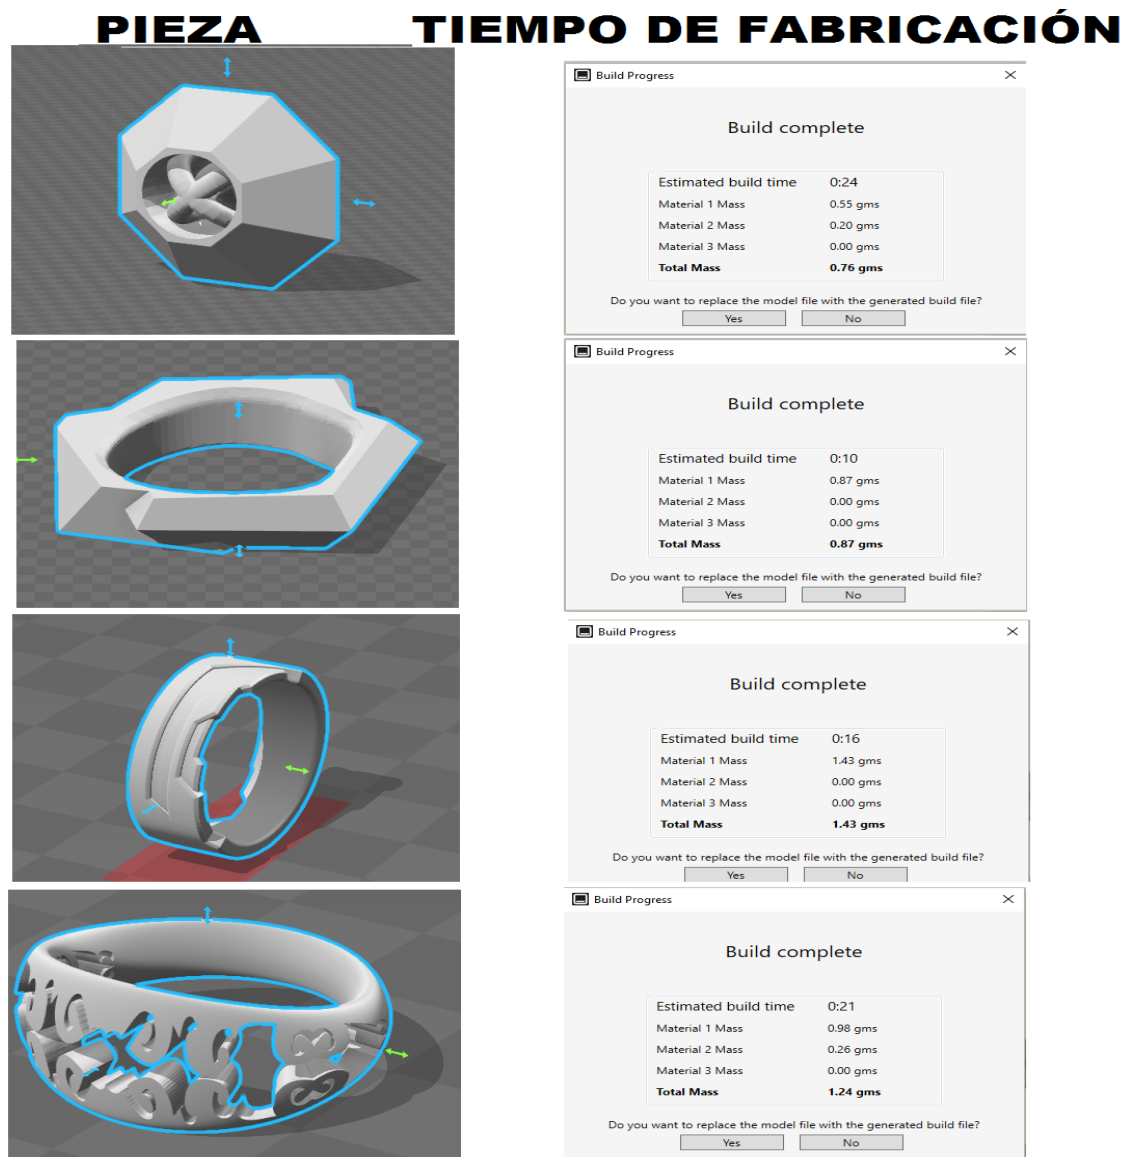 PIEZA TIEMPO DE FABRICACIÓN
Build Progress
Build complete
Estimated build time 0:24
Material 1 Mass 0.55 gms
Material 2 Mass 0.20 gms
Material 3 Mass 0.00 gms
Total Mass 0.76 gms
Do you want to replace the model file with the generated build file?
Yes No
Build Progress
Build complete
Estimated build time 0:10
Material 1 Mass 0.87 gms
Material 2 Mass 0.00 gms
Material 3 Mass 0.00 gms
Total Mass 0.87 gms
Do you want to replace the model file with the generated build file?
Yes No
Build Progress
Build complete
Estimated build time 0:16
Material 1 Mass 1.43 gms
Material 2 Mass 0.00 gms
Material 3 Mass 0.00 gms
Total Mass 1.43 gms
Do you want to replace the model file with the generated build file?
Yes No
Build Progress
Build complete
Estimated build time 0:21
Material 1 Mass 0.98 gms
Material 2 Mass 0.26 gms
Material 3 Mass 0.00 gms
Total Mass 1.24 gms
Do you want to replace the model file with the generated build file?
Yes No